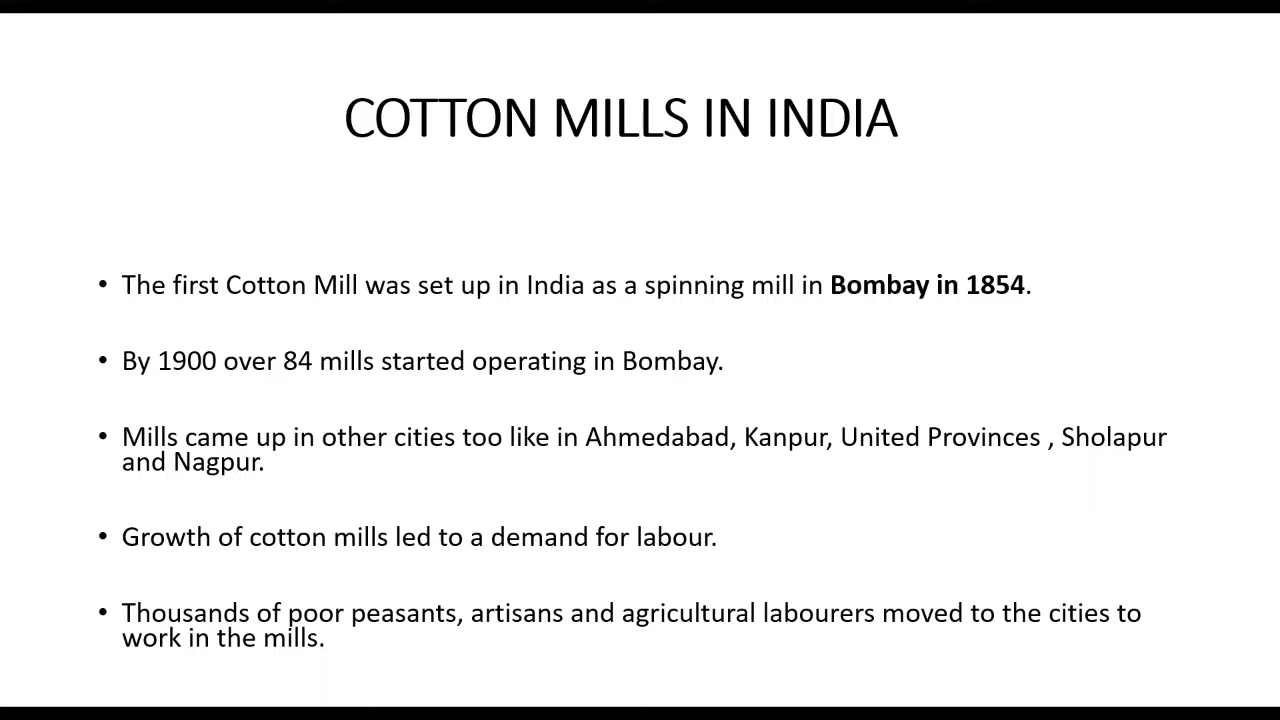 COTTON MILLS IN INDIA
• The first Cotton Mill was set up in India as a spinning mill in Bombay in 1854.
• By 1900 over 84 mills started operating in Bombay.
• Mills came up in other cities too like in Ahmedabad, Kanpur, United Provinces , Sholapur
and Nagpur.
• Growth of cotton mills led to a demand for labour.
• Thousands of poor peasants, artisans and agricultural labourers moved to the cities to
work in the mills.